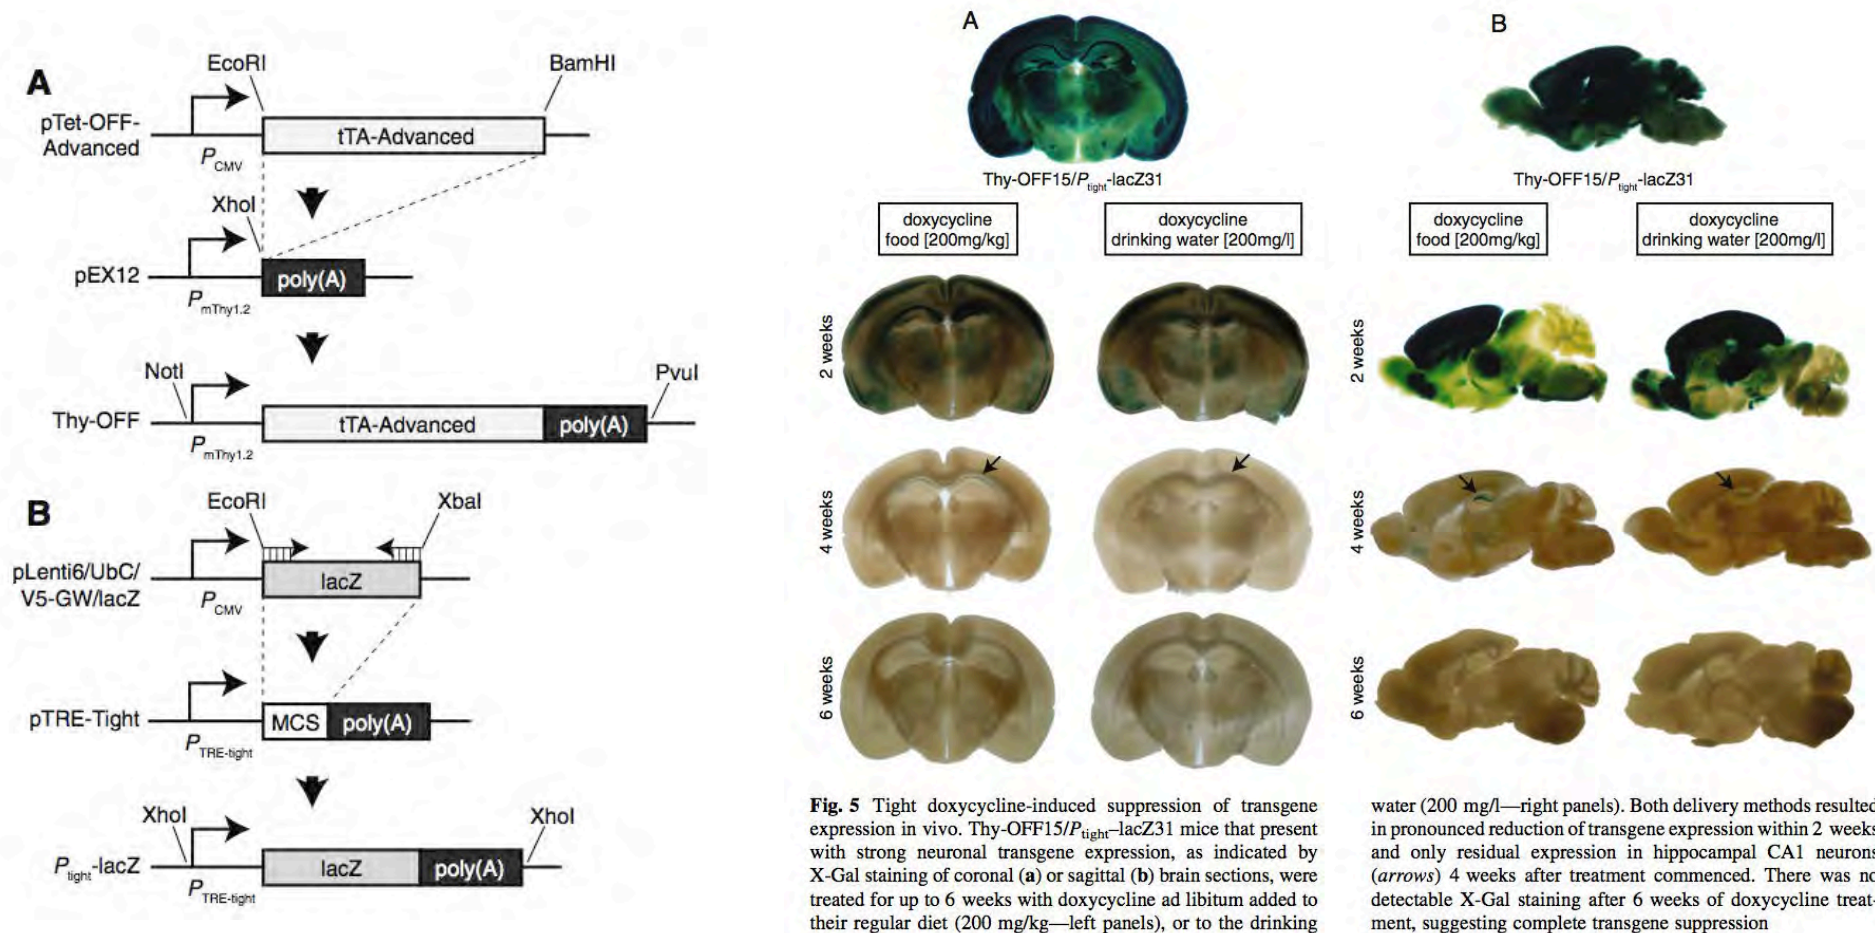 A
EcoRI
BamHI
pTet-OFF-
Advanced
tTA-Advanced
PCMV
XhoI
pEX12
poly(A)
PmThy1.2
NotI
PvuI
Thy-OFF
tTA-Advanced
poly(A)
PmThy1.2
B
EcoRI
XbaI
pLenti6/UbC/
V5-GW/lacZ
lacZ
PCMV
pTRE-Tight
MCS
poly(A)
PTRE-tight
XhoI
XhoI
Ptight-lacZ
lacZ
poly(A)
PTRE-tight
A
Thy-OFF15/Ptight-lacZ31
doxycycline
food [200mg/kg]
doxycycline
drinking water [200mg/l]
2 weeks
4 weeks
6 weeks
B
Thy-OFF15/Ptight-lacZ31
doxycycline
food [200mg/kg]
doxycycline
drinking water [200mg/l]
2 weeks
4 weeks
6 weeks
Fig. 5 Tight doxycycline-induced suppression of transgene
expression in vivo. Thy-OFF15/Ptight–lacZ31 mice that present
with strong neuronal transgene expression, as indicated by
X-Gal staining of coronal (a) or sagittal (b) brain sections, were
treated for up to 6 weeks with doxycycline ad libitum added to
their regular diet (200 mg/kg—left panels), or to the drinking
water (200 mg/l—right panels). Both delivery methods resulted
in pronounced reduction of transgene expression within 2 weeks
and only residual expression in hippocampal CA1 neurons
(arrows) 4 weeks after treatment commenced. There was no
detectable X-Gal staining after 6 weeks of doxycycline treat-
ment, suggesting complete transgene suppression